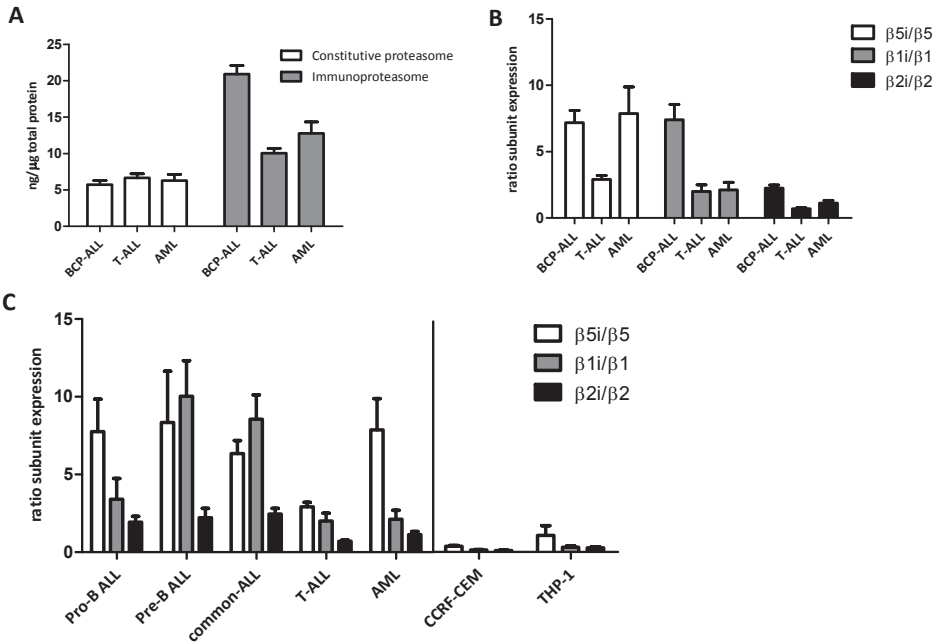 A
ng/µg total protein
25
20
15
10
5
0
Constitutive proteasome
Immunoproteasome
BCP-ALL
T-ALL
AML
BCP-ALL
T-ALL
AML
B
ratio subunit expression
15
10
5
0
β5i/β5
β1i/β1
β2i/β2
BCP-ALL
T-ALL
AML
BCP-ALL
T-ALL
AML
BCP-ALL
T-ALL
AML
C
ratio subunit expression
15
10
5
0
β5i/β5
β1i/β1
β2i/β2
Pro-B ALL
Pre-B ALL
common-ALL
T-ALL
AML
CCRF-CEM
THP-1